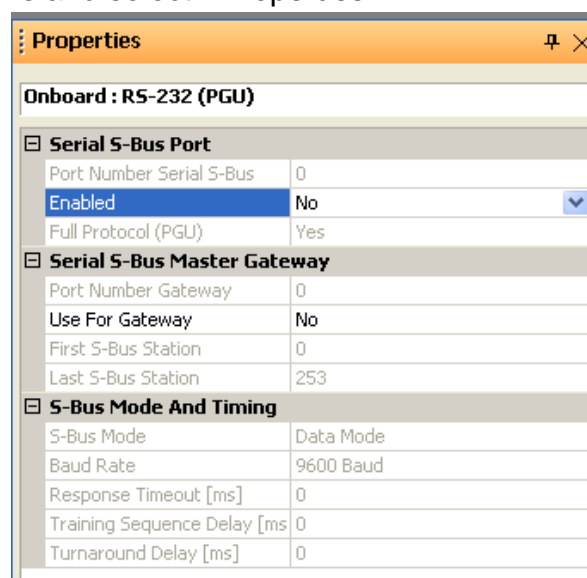 Properties
Onboard : RS-232 (PGU)
Serial S-Bus Port
Port Number Serial S-Bus 0
Enabled No
Full Protocol (PGU) Yes
Serial S-Bus Master Gateway
Port Number Gateway 0
Use For Gateway No
First S-Bus Station 0
Last S-Bus Station 253
S-Bus Mode And Timing
S-Bus Mode Data Mode
Baud Rate 9600 Baud
Response Timeout [ms] 0
Training Sequence Delay [ms 0
Turnaround Delay [ms] 0